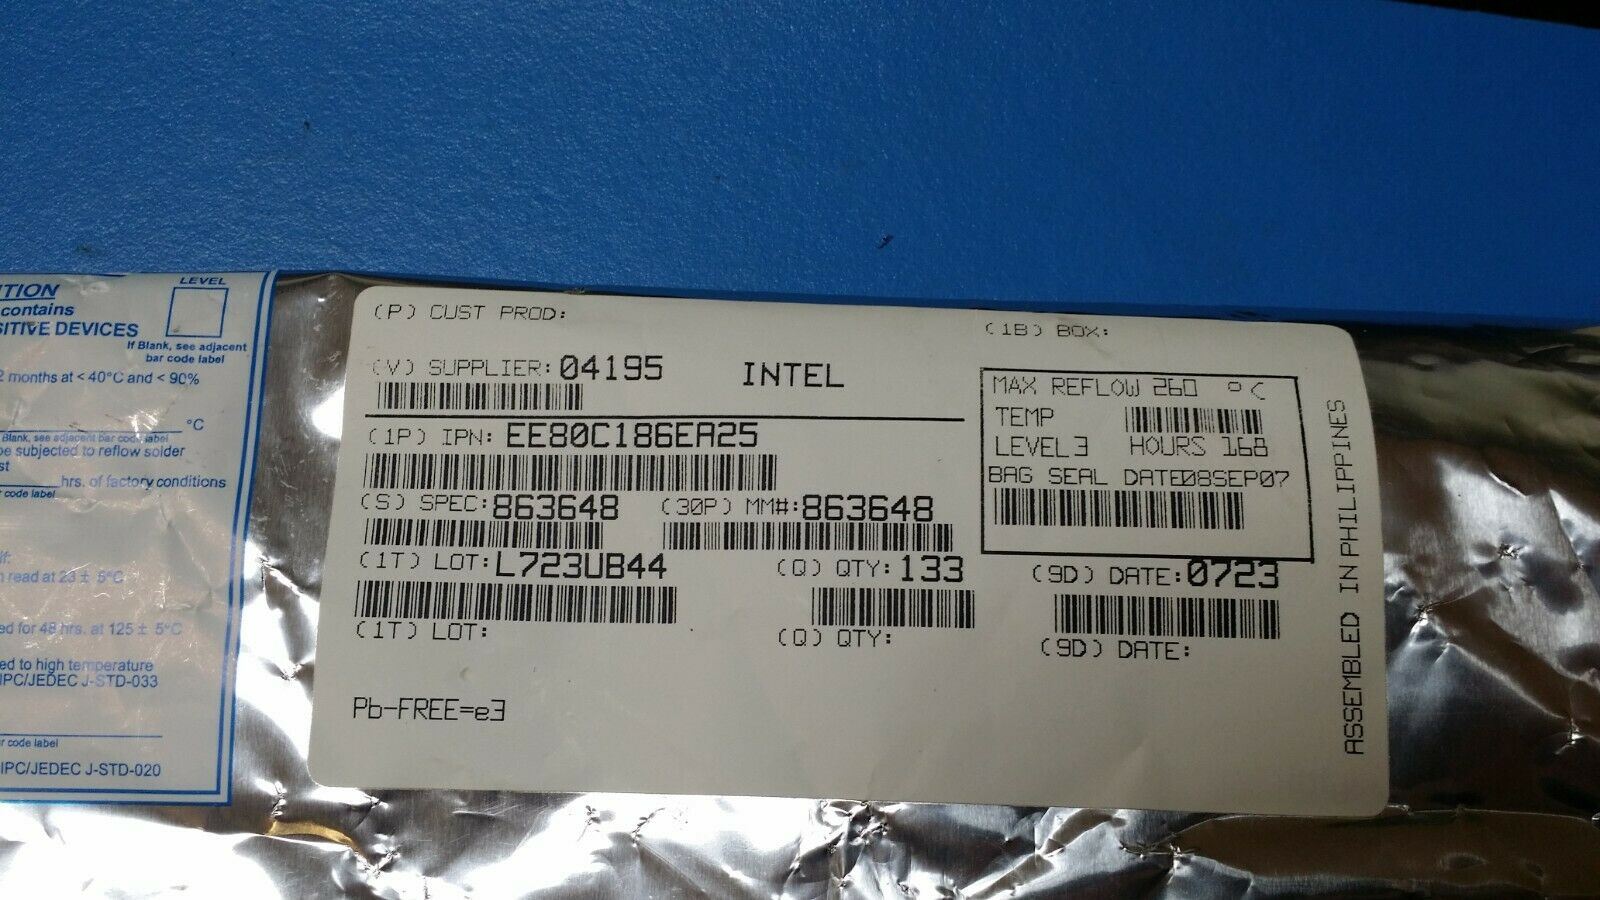 TION
LEVEL
contains
SITIVE DEVICES
If Blank, see adjacent
bar code label
2 months at < 40°C and < 90%
°C
Blank, see adjacent bar code label
be subjected to reflow solder
st
hrs. of factory conditions
code label
If:
n read at 23 ± 5°C
ed for 48 hrs. at 125 ± 5°C
ed to high temperature
IPC/JEDEC J-STD-033
r code label
IPC/JEDEC J-STD-020
(P) CUST PROD:
(1B) BOX:
(V) SUPPLIER: 04195 INTEL
MAX REFLOW 260 °C
TEMP
LEVEL 3 HOURS 168
BAG SEAL DATE08SEP07
(1P) IPN: EE80C186EA25
(S) SPEC: 863648 (30P) MM#: 863648
(1T) LOT: L723UB44 (Q) QTY: 133 (9D) DATE: 0723
(1T) LOT: (Q) QTY: (9D) DATE:
Pb-FREE=e3
ASSEMBLED IN PHILIPPINES